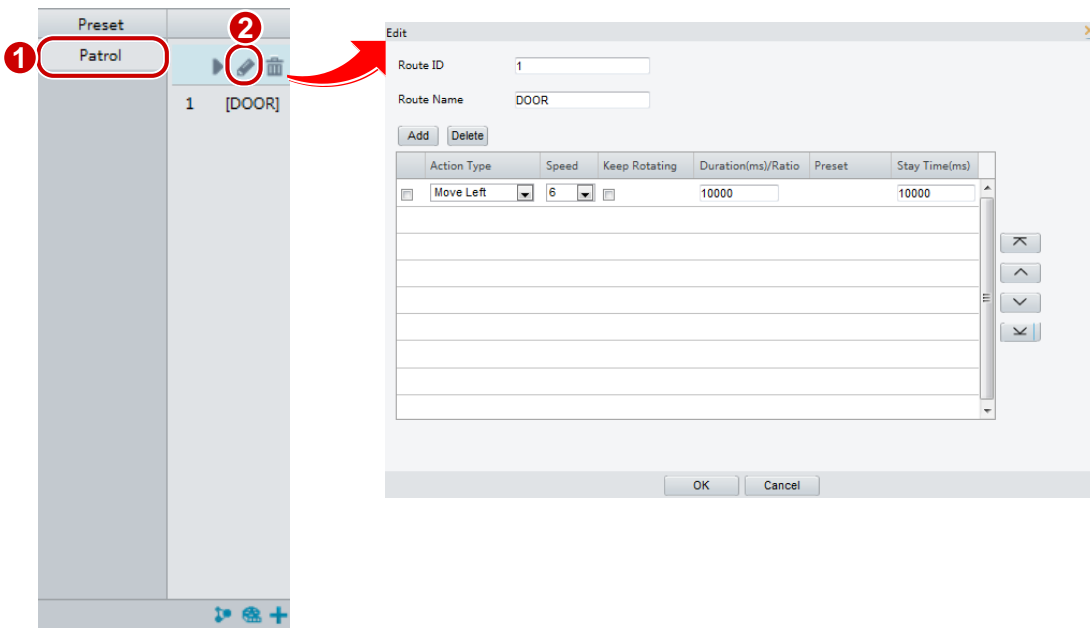 Preset
2
1
Patrol
1 [DOOR]
Edit
Route ID 1
Route Name DOOR
Add Delete
Action Type Speed Keep Rotating Duration(ms)/Ratio Preset Stay Time(ms)
Move Left 6 10000 10000
OK Cancel